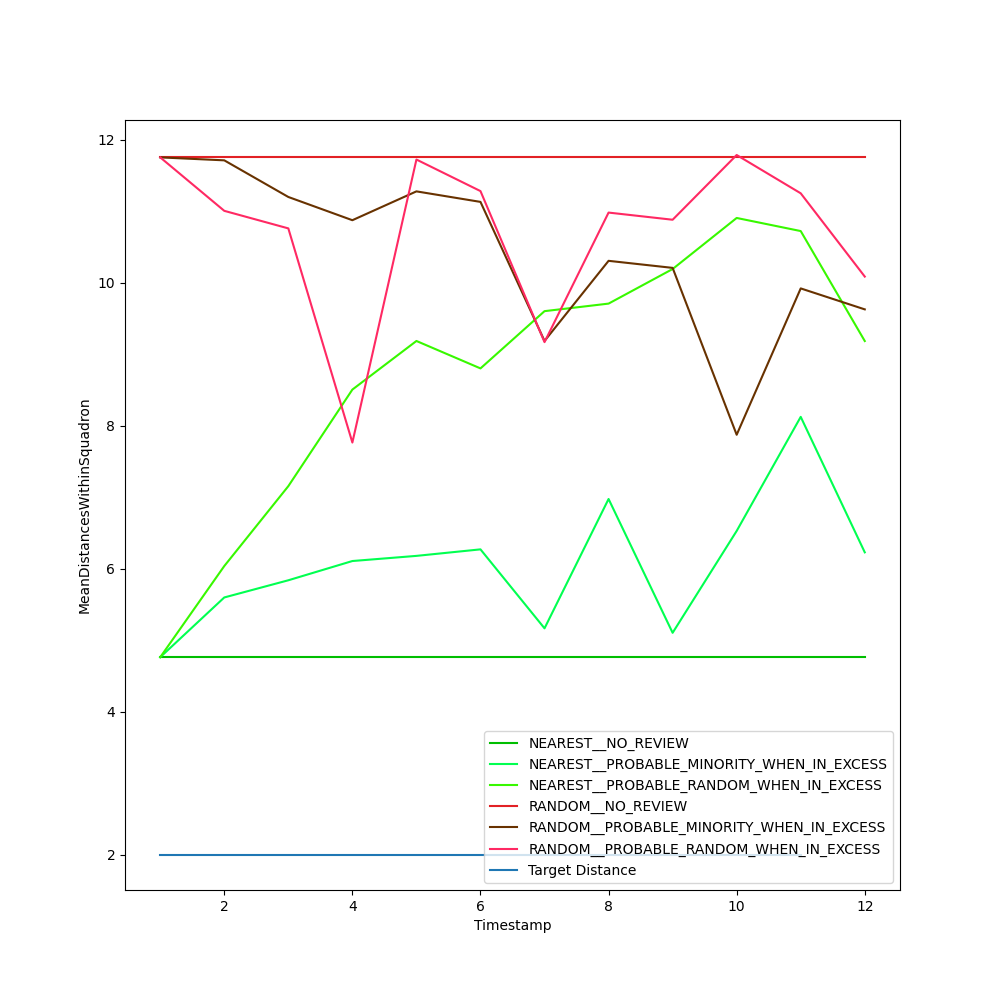 12
10
8
6
4
2
MeanDistancesWithinSquadron
NEAREST__NO_REVIEW
NEAREST__PROBABLE_MINORITY_WHEN_IN_EXCESS
NEAREST__PROBABLE_RANDOM_WHEN_IN_EXCESS
RANDOM__NO_REVIEW
RANDOM__PROBABLE_MINORITY_WHEN_IN_EXCESS
RANDOM__PROBABLE_RANDOM_WHEN_IN_EXCESS
Target Distance
2 4 6 8 10 12
Timestamp